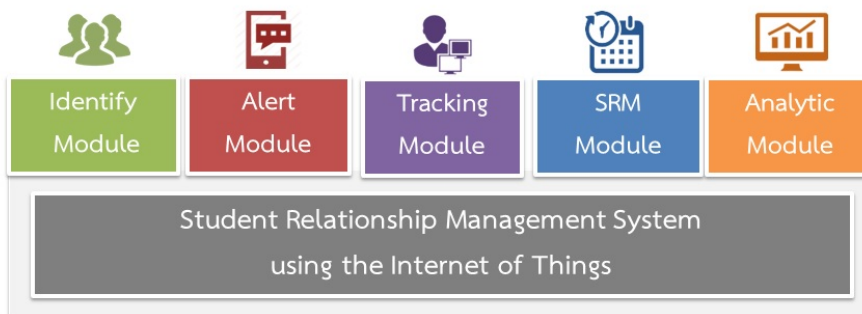 Identify
Module
Alert
Module
Tracking
Module
SRM
Module
Analytic
Module
Student Relationship Management System
using the Internet of Things